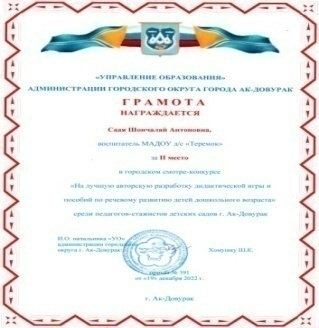 «УПРАВЛЕНИЕ ОБРАЗОВАНИЯ»
АДМИНИСТРАЦИИ ГОРОДСКОГО ОКРУГА ГОРОДА АК-ДОВУРАК
ГРАМОТА
НАГРАЖДАЕТСЯ
Саая Шончалай Антоновна,
воспитатель МАДОУ д/с «Теремок»
за II место
в городском смотре-конкурсе
«На лучшую авторскую разработку дидактической игры и
пособий по речевому развитию детей дошкольного возраста»
среди педагогов-стажистов детских садов г. Ак-Довурак
И.О. начальника «УО»
администрации городского
округа г. Ак-Довурак Хомушку Ш.К.
приказ № 591
от «19» декабря 2022 г.
г. Ак-Довурак